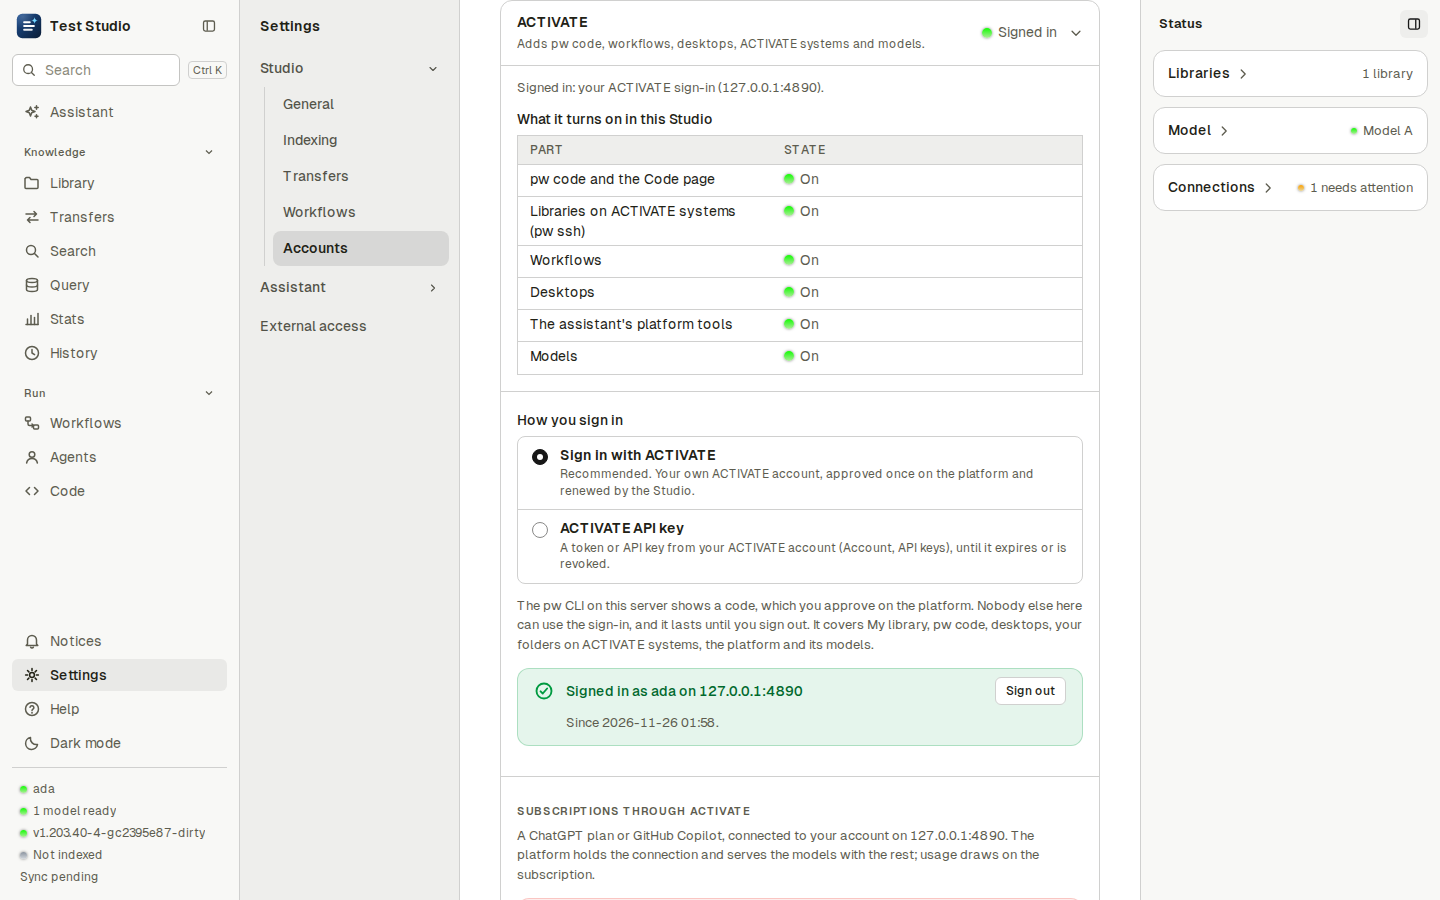 Test Studio
Search
Ctrl K
Assistant
Knowledge
Library
Transfers
Search
Query
Stats
History
Run
Workflows
Agents
Code
Notices
Settings
Help
Dark mode
ada
1 model ready
v1.203.40-4-gc2395e87-dirty
Not indexed
Sync pending
Settings
Studio
General
Indexing
Transfers
Workflows
Accounts
Assistant
External access
ACTIVATE
Adds pw code, workflows, desktops, ACTIVATE systems and models.
Signed in
Signed in: your ACTIVATE sign-in (127.0.0.1:4890).
What it turns on in this Studio
PART STATE
pw code and the Code page On
Libraries on ACTIVATE systems On
(pw ssh)
Workflows On
Desktops On
The assistant's platform tools On
Models On
How you sign in
Sign in with ACTIVATE
Recommended. Your own ACTIVATE account, approved once on the platform and
renewed by the Studio.
ACTIVATE API key
A token or API key from your ACTIVATE account (Account, API keys), until it expires or is
revoked.
The pw CLI on this server shows a code, which you approve on the platform. Nobody else here
can use the sign-in, and it lasts until you sign out. It covers My library, pw code, desktops, your
folders on ACTIVATE systems, the platform and its models.
Signed in as ada on 127.0.0.1:4890
Sign out
Since 2026-11-26 01:58.
SUBSCRIPTIONS THROUGH ACTIVATE
A ChatGPT plan or GitHub Copilot, connected to your account on 127.0.0.1:4890. The
platform holds the connection and serves the models with the rest; usage draws on the
subscription.
Status
Libraries 1 library
Model Model A
Connections 1 needs attention